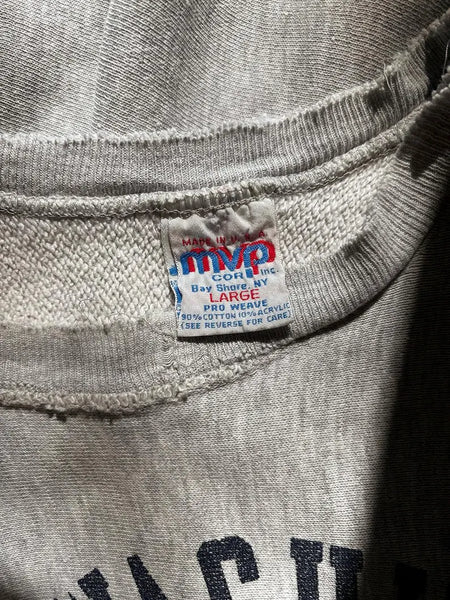 MADE IN U.S.A
mvp
CORP Inc.
Bay Shore, NY
LARGE
PRO WEAVE
90% COTTON 10% ACRYLIC
(SEE REVERSE FOR CARE)